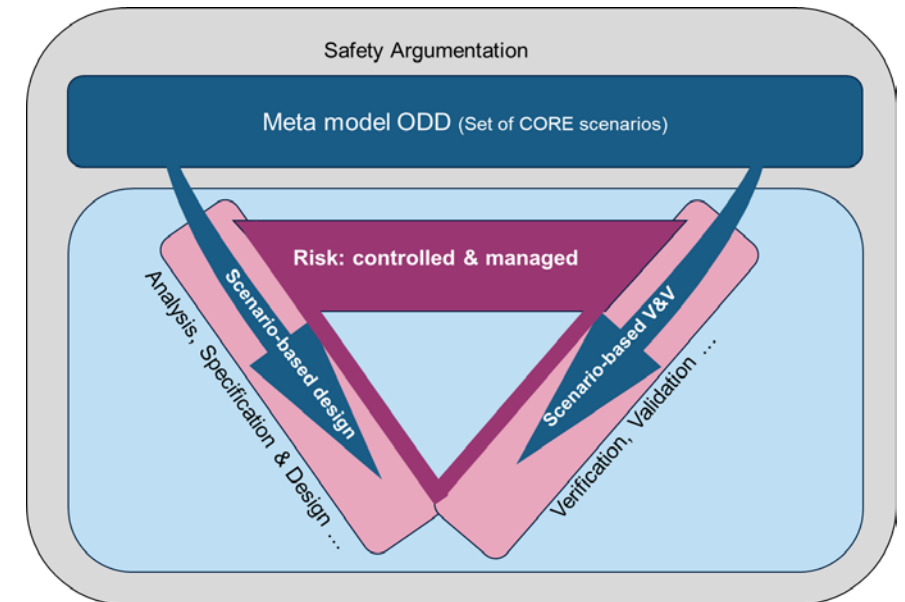 Safety Argumentation
Meta model ODD (Set of CORE scenarios)
Risk: controlled & managed
Scenario-based design
Scenario-based V&V
Analysis, Specification & Design ...
Verification, Validation ...